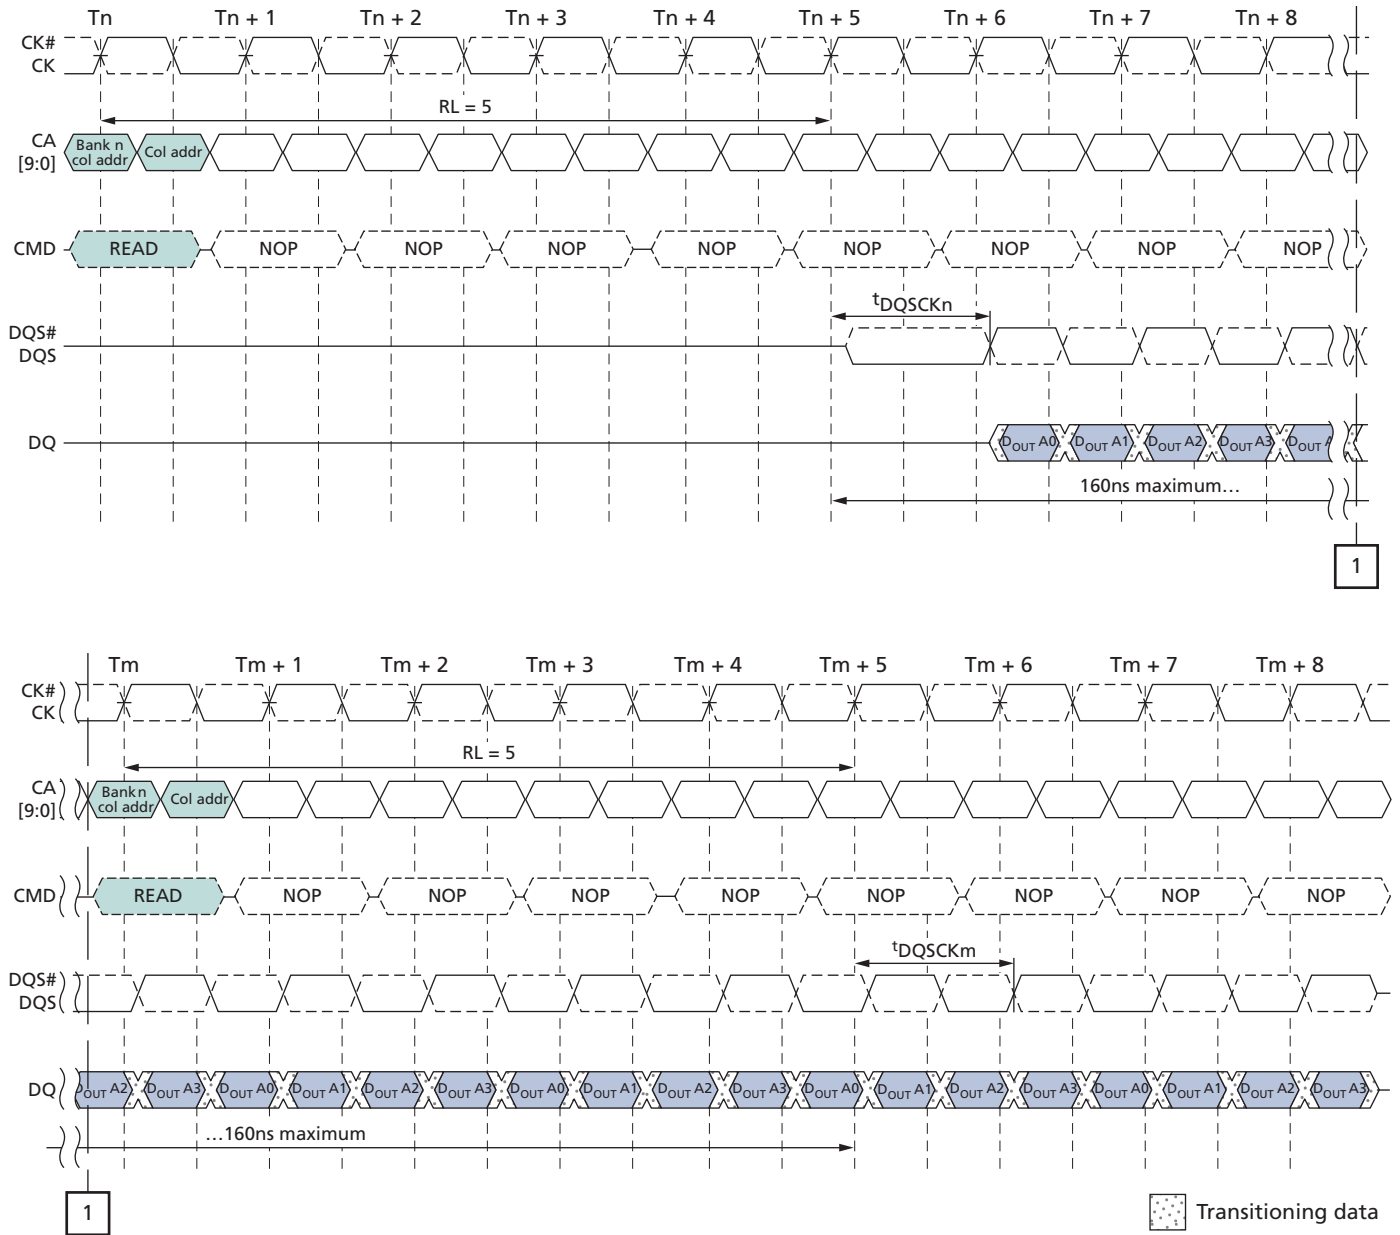 Tn Tn + 1 Tn + 2 Tn + 3 Tn + 4 Tn + 5 Tn + 6 Tn + 7 Tn + 8
CK#
CK
RL = 5
CA
[9:0]
Bank n
col addr
Col addr
CMD READ NOP NOP NOP NOP NOP NOP NOP NOP
tDQSCKn
DQS#
DQS
DQ DOUT A0 DOUT A1 DOUT A2 DOUT A3 DOUT
160ns maximum…
1
Tm Tm + 1 Tm + 2 Tm + 3 Tm + 4 Tm + 5 Tm + 6 Tm + 7 Tm + 8
CK#
CK
RL = 5
CA
[9:0]
Bank n
col addr
Col addr
CMD READ NOP NOP NOP NOP NOP NOP NOP NOP
tDQSCKm
DQS#
DQS
DQ DOUT A2 DOUT A3 DOUT A0 DOUT A1 DOUT A2 DOUT A3 DOUT A0 DOUT A1 DOUT A2 DOUT A3 DOUT A0 DOUT A1 DOUT A2 DOUT A3 DOUT A0 DOUT A1 DOUT A2 DOUT A3
…160ns maximum
1
Transitioning data